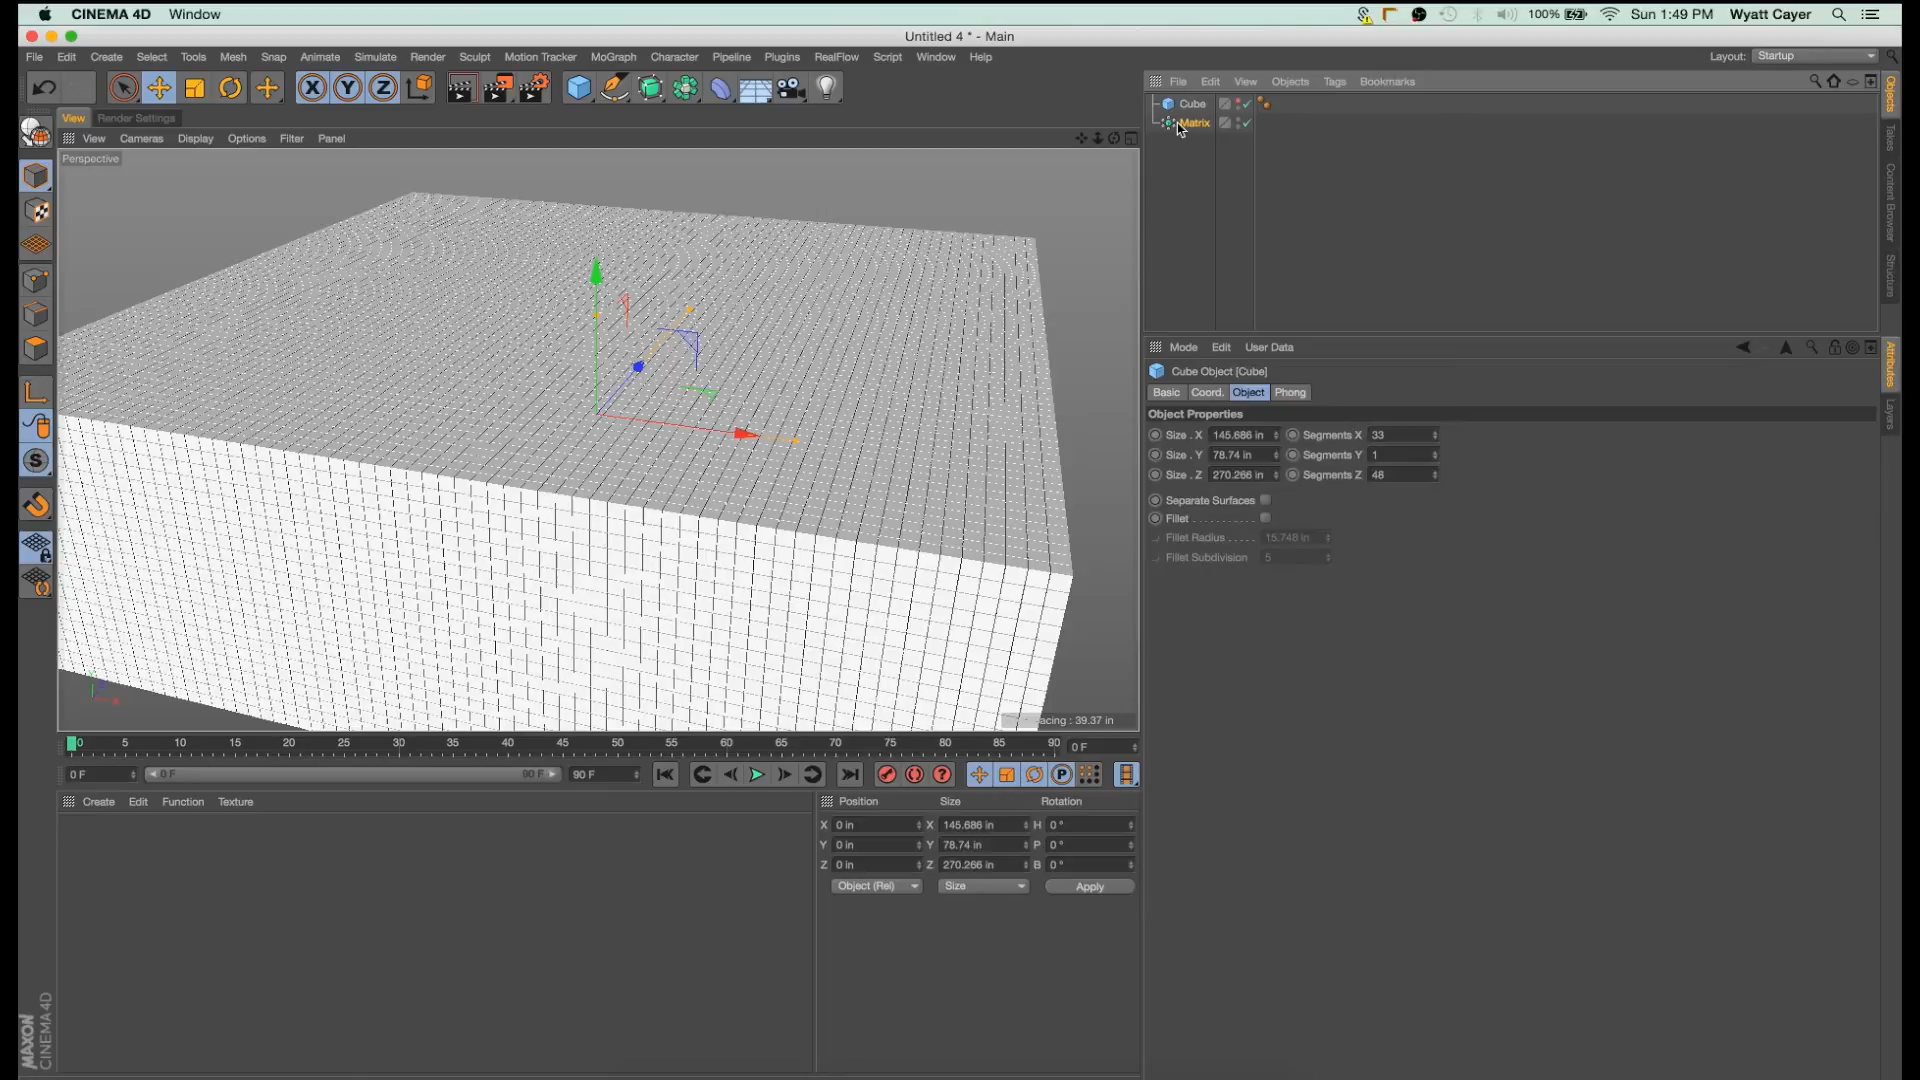 CINEMA 4D Window 100% Sun 1:49 PM Wyatt Cayer
Untitled 4 * - Main
File Edit Create Select Tools Mesh Snap Animate Simulate Render Sculpt Motion Tracker MoGraph Character Pipeline Plugins RealFlow Script Window Help Layout: Startup
X Y Z
File Edit View Objects Tags Bookmarks
Cube
Matrix
View Render Settings
View Cameras Display Options Filter Panel
Perspective
Objects
Takes
Content Browser
Structure
Attributes
Layers
Mode Edit User Data
Cube Object [Cube]
Basic Coord. Object Phong
Object Properties
Size . X 145.686 in Segments X 33
Size . Y 78.74 in Segments Y 1
Size . Z 270.266 in Segments Z 48
Separate Surfaces
Fillet
Fillet Radius 15.748 in
Fillet Subdivision 5
acing : 39.37 in
0 5 10 15 20 25 30 35 40 45 50 55 60 65 70 75 80 85 90 0 F
0 F 0 F 90 F 90 F
Create Edit Function Texture
Position Size Rotation
X 0 in X 145.686 in H 0 °
Y 0 in Y 78.74 in P 0 °
Z 0 in Z 270.266 in B 0 °
Object (Rel) Size Apply
MAXON
CINEMA 4D